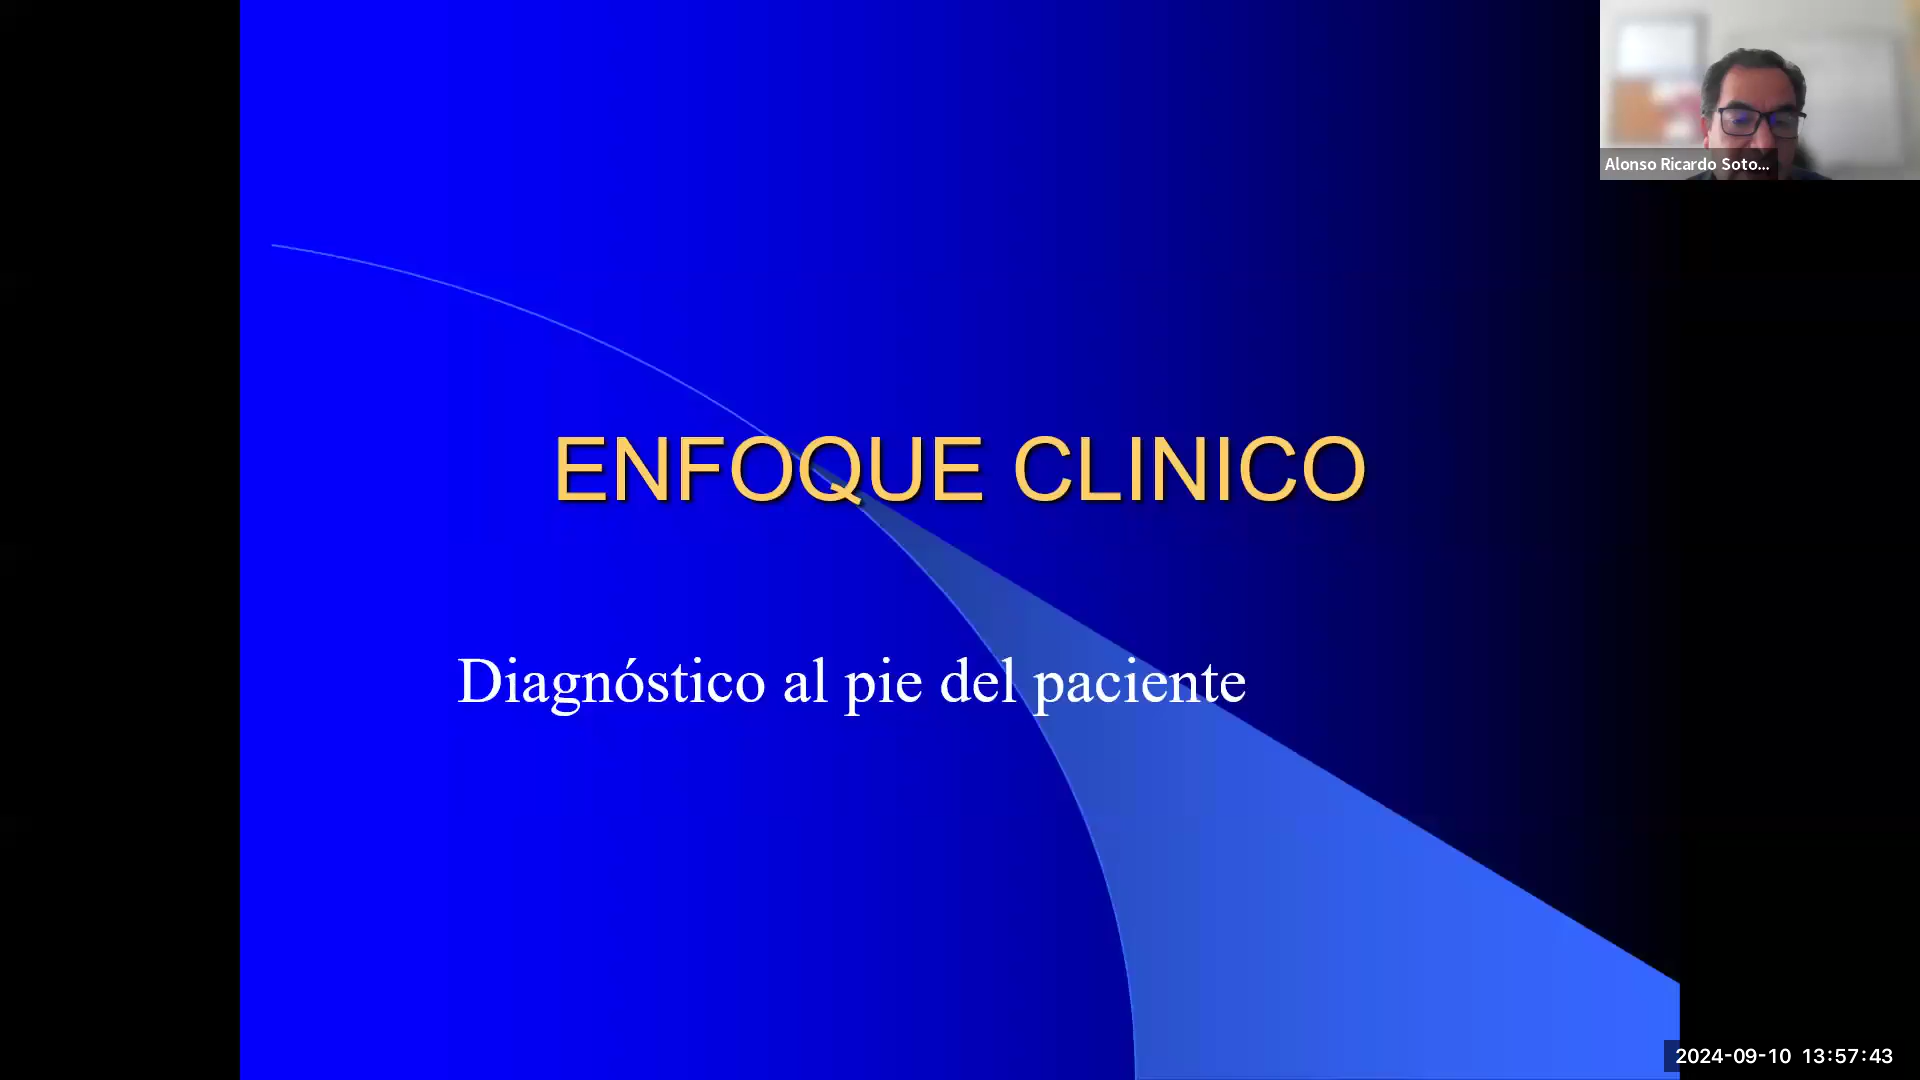 Alonso Ricardo Soto...
ENFOQUE CLINICO
Diagnóstico al pie del paciente
2024-09-10 13:57:43